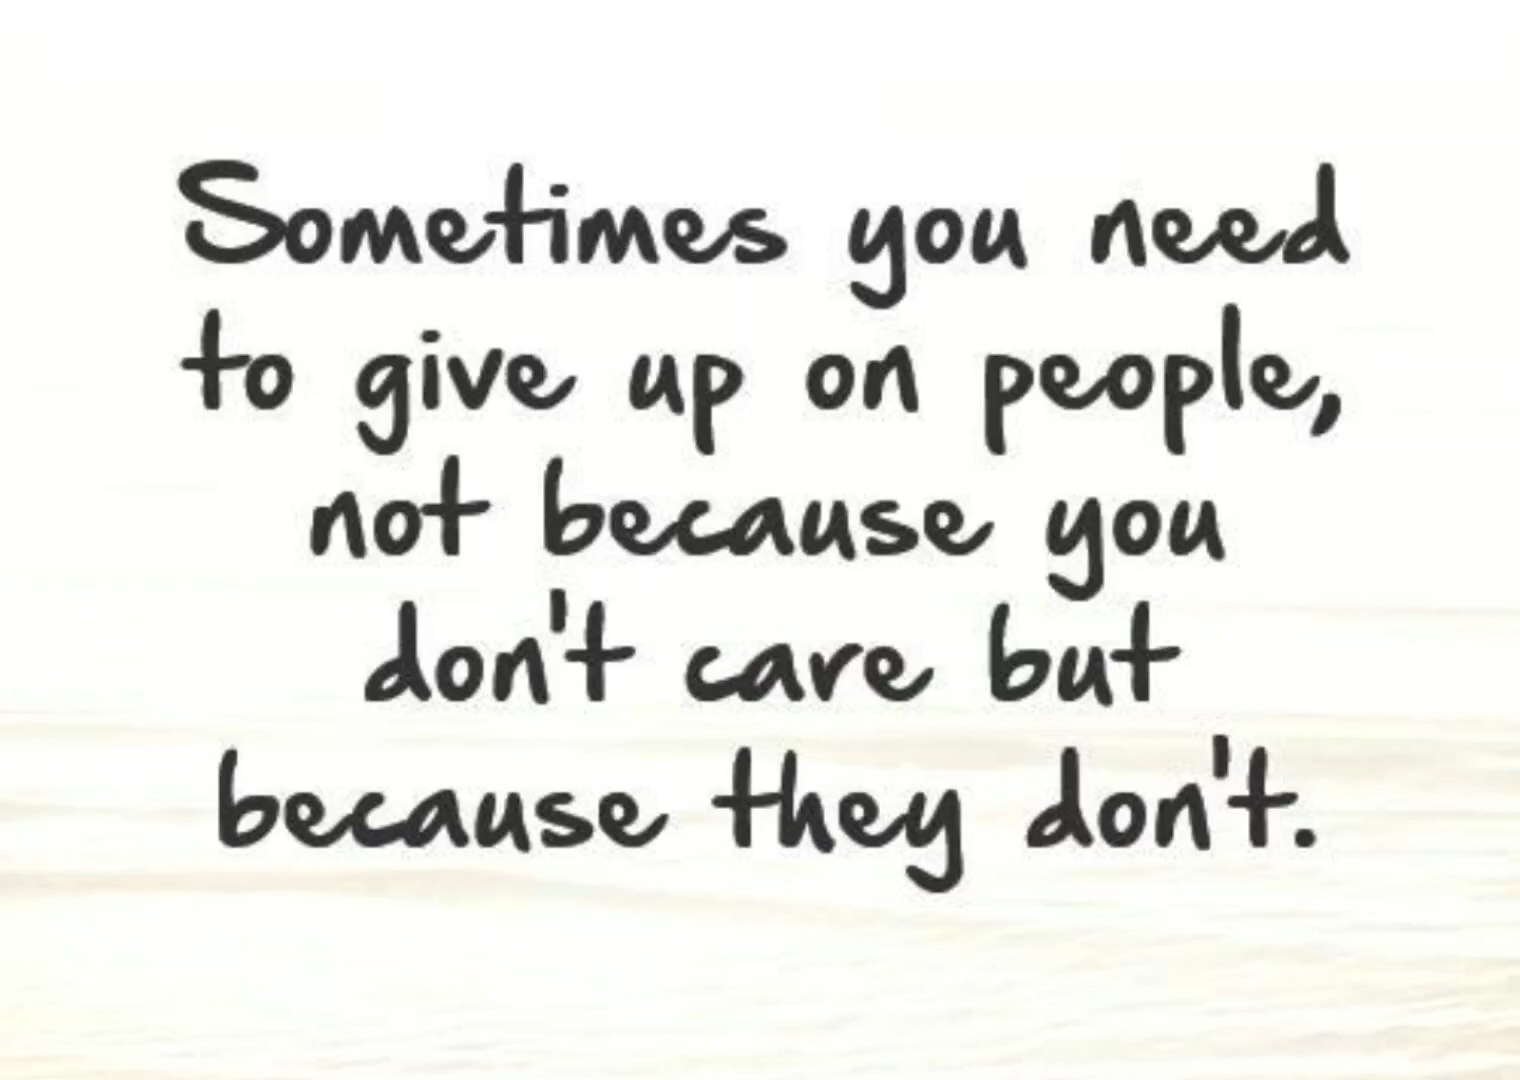 Sometimes you need
to give up on people,
not because you
don't care but
because they don't.